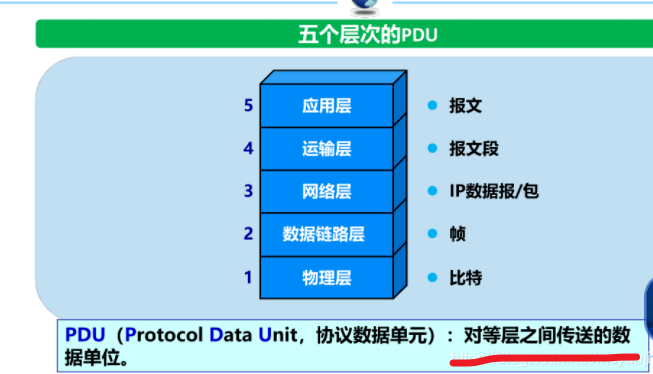 五个层次的PDU
5 应用层 ● 报文
4 运输层 ● 报文段
3 网络层 ● IP数据报/包
2 数据链路层 ● 帧
1 物理层 ● 比特
PDU（Protocol Data Unit，协议数据单元）：对等层之间传送的数
据单位。